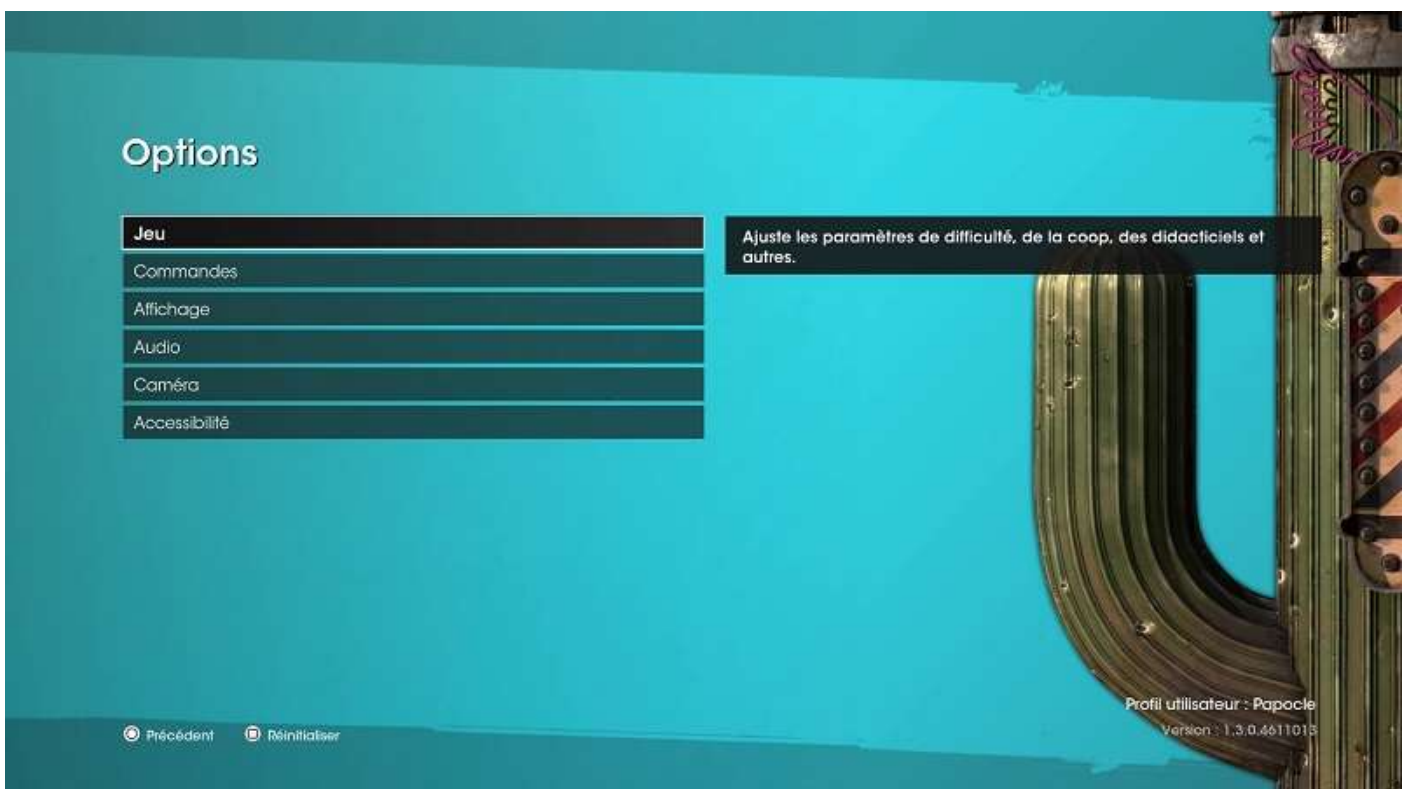 Options
Jeu
Ajuste les paramètres de difficulté, de la coop, des didacticiels et
autres.
Commandes
Affichage
Audio
Caméra
Accessibilité
Profil utilisateur : Papocle
Version : 1.3.0.4611013
Précédent
Réinitialiser